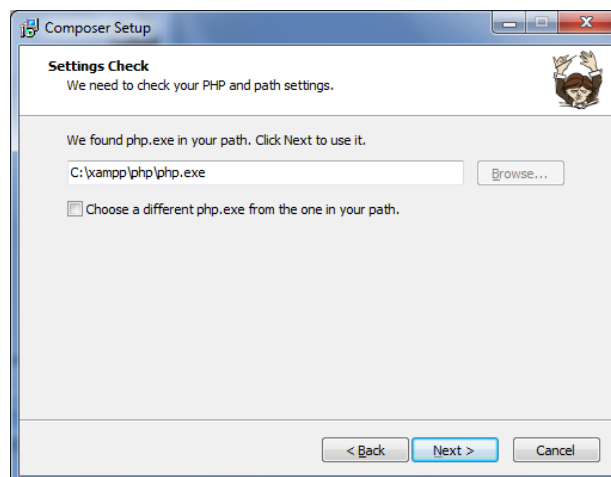 Composer Setup
Settings Check
We need to check your PHP and path settings.
We found php.exe in your path. Click Next to use it.
C:\xampp\php\php.exe
Browse...
Choose a different php.exe from the one in your path.
< Back
Next >
Cancel